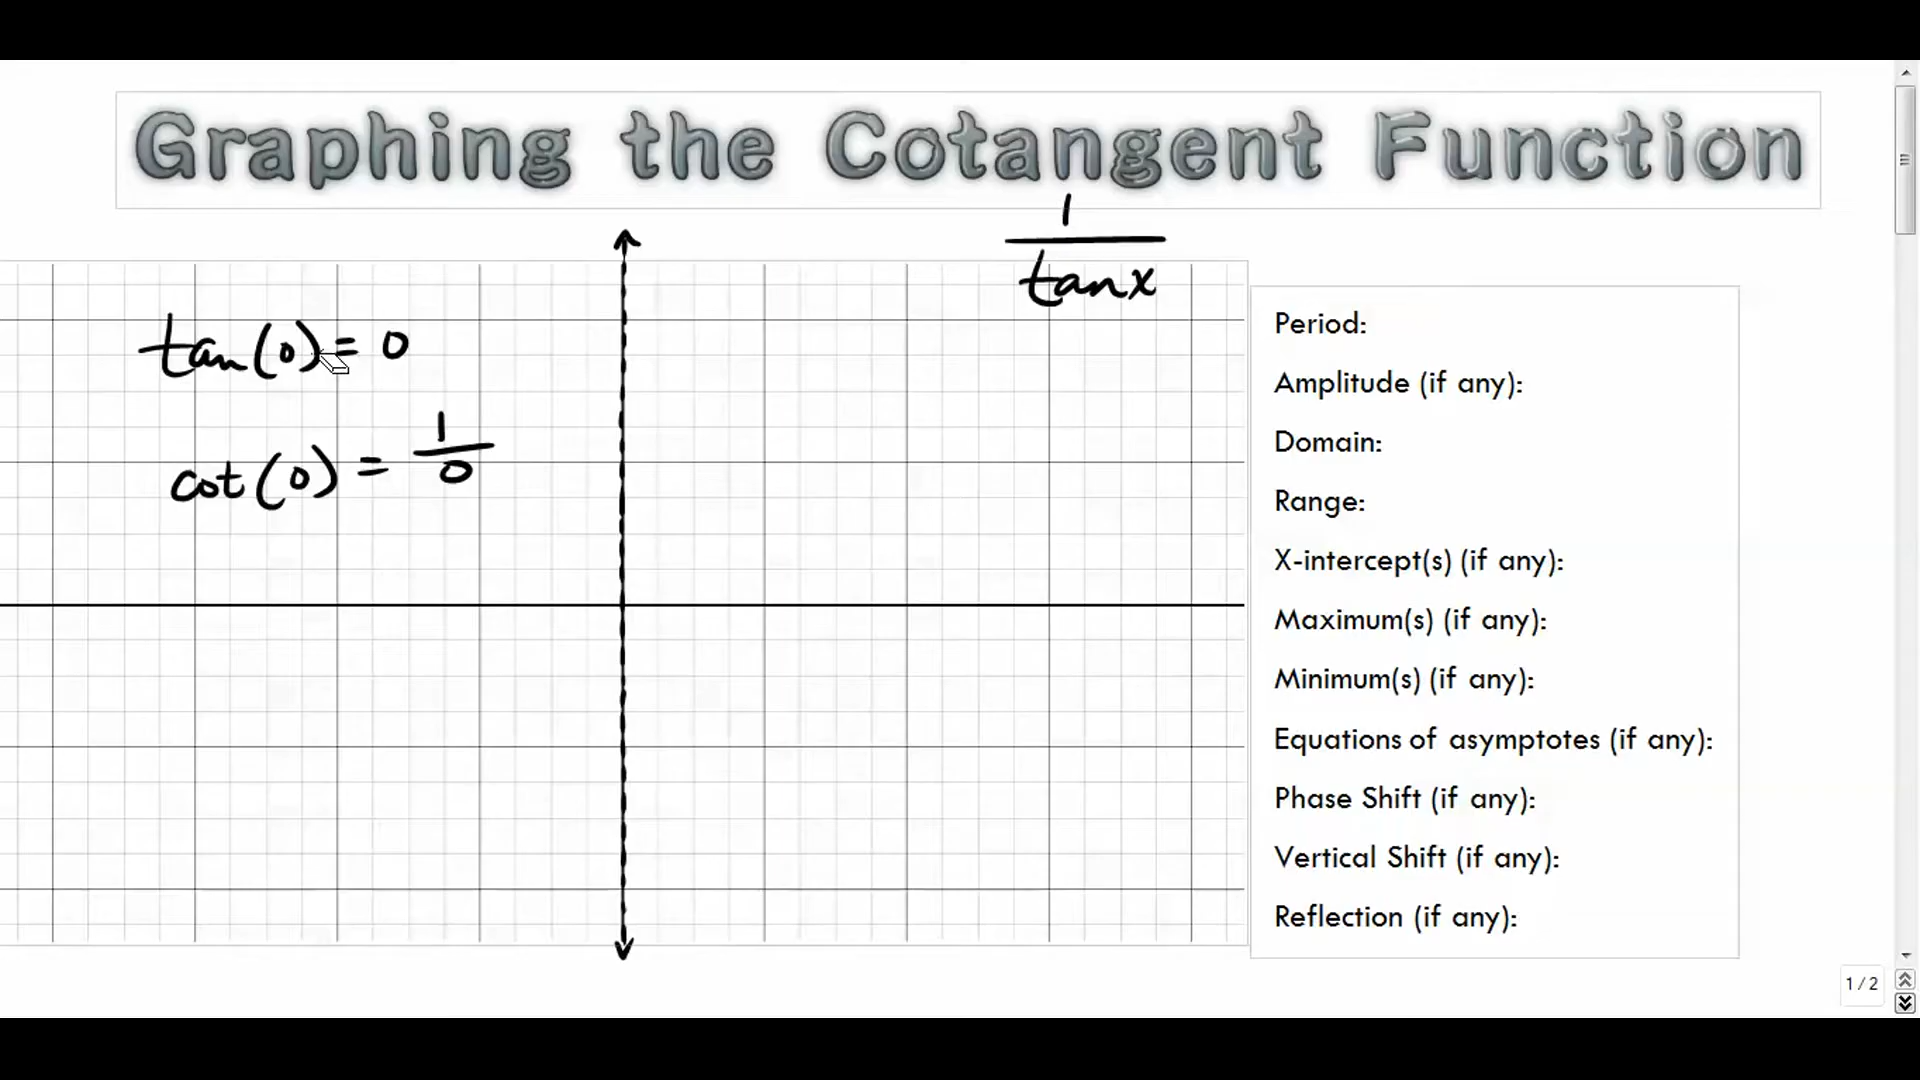 Graphing the Cotangent Function
1
tanx
tan(0) = 0
cot(0) = 1/0
Period:
Amplitude (if any):
Domain:
Range:
X-intercept(s) (if any):
Maximum(s) (if any):
Minimum(s) (if any):
Equations of asymptotes (if any):
Phase Shift (if any):
Vertical Shift (if any):
Reflection (if any):
1 / 2